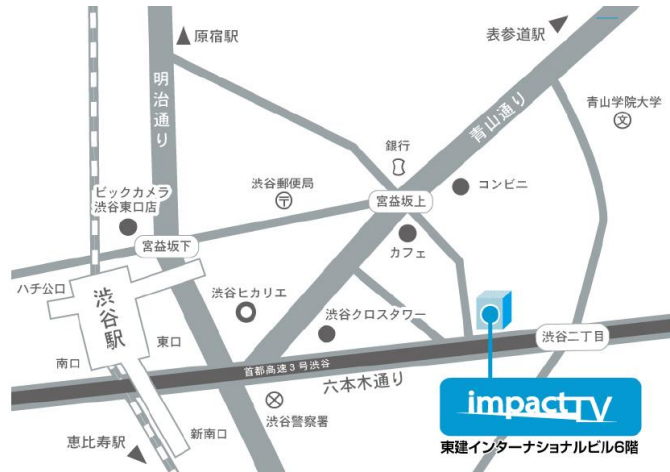 原宿駅
表参道駅
明治通り
青山通り
青山学院大学
文
銀行
ビックカメラ
渋谷東口店
渋谷郵便局
〒
宮益坂上
コンビニ
宮益坂下
カフェ
ハチ公口
渋谷駅
渋谷ヒカリエ
渋谷クロスタワー
東口
渋谷二丁目
南口
首都高速3号渋谷
六本木通り
impactTV
新南口
渋谷警察署
恵比寿駅
東建インターナショナルビル6階